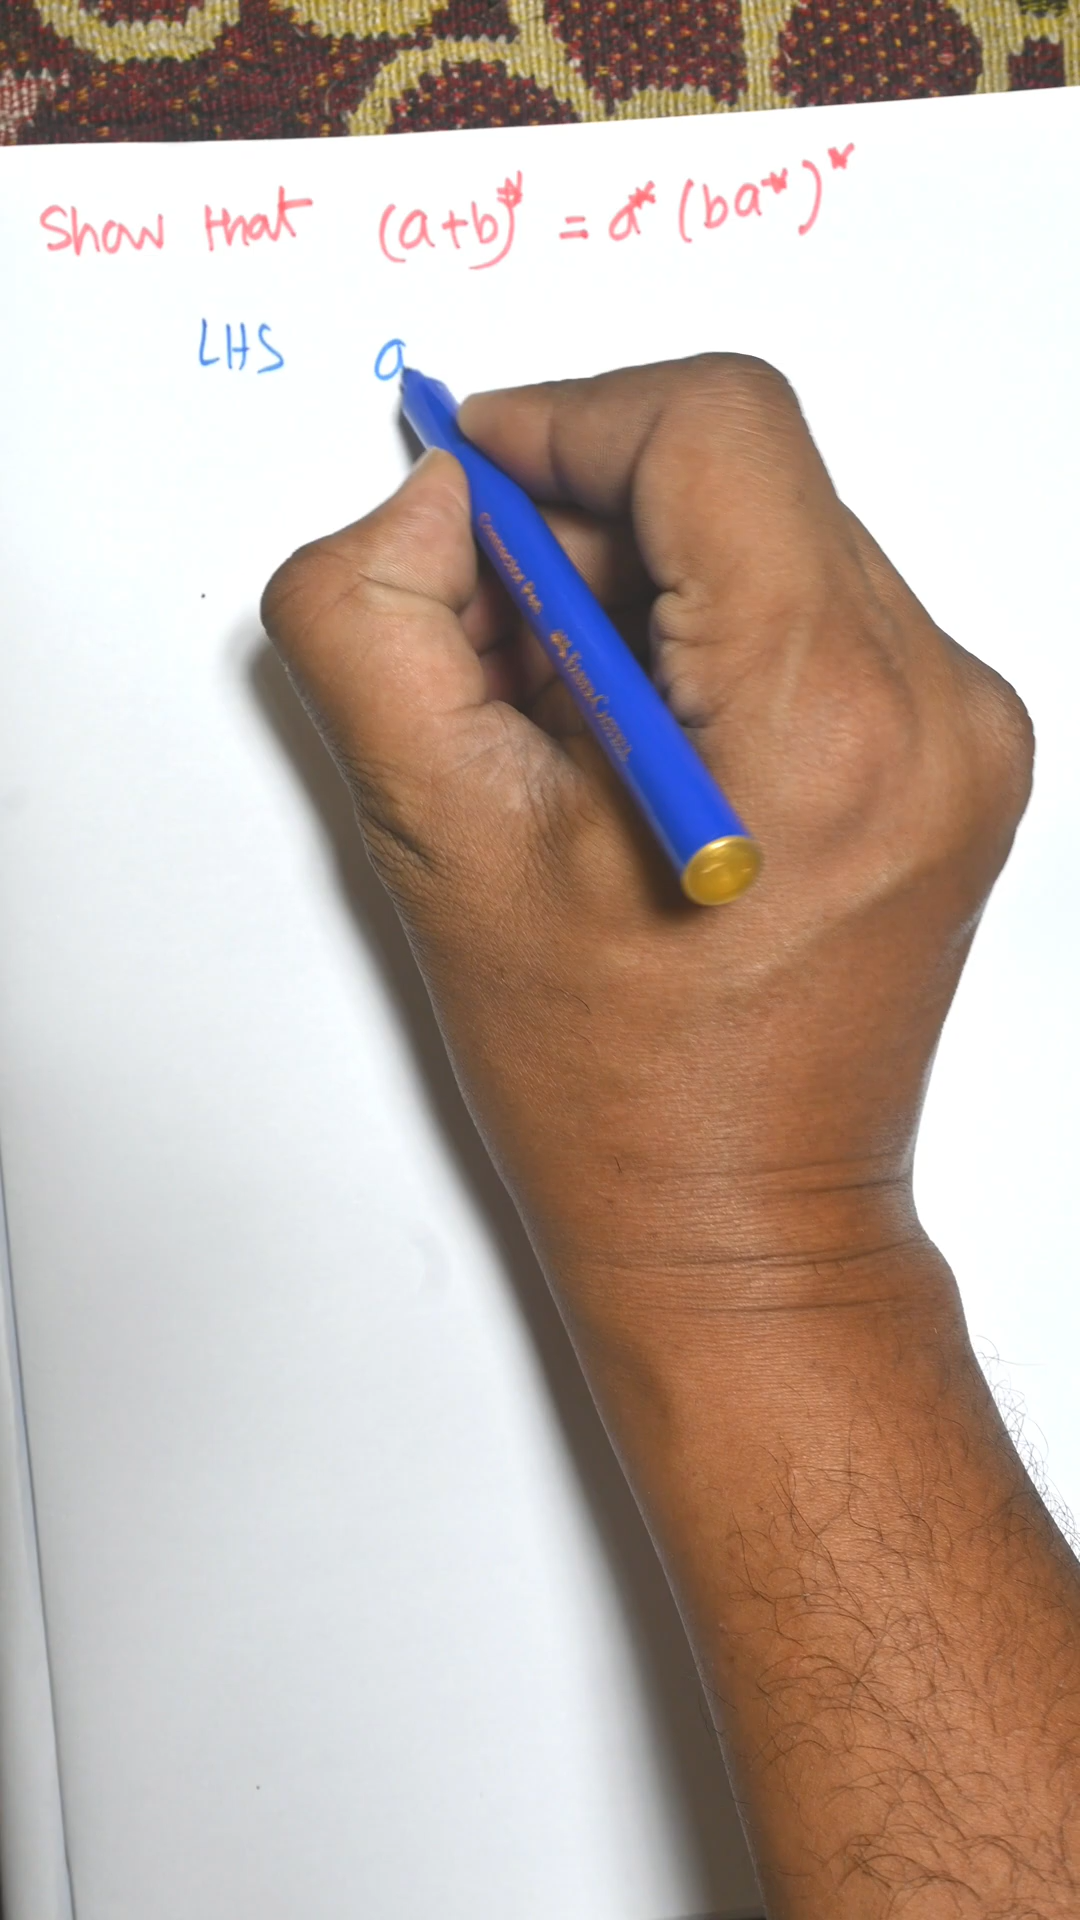 Show that (a+b)* = a* (ba*)*
LHS a